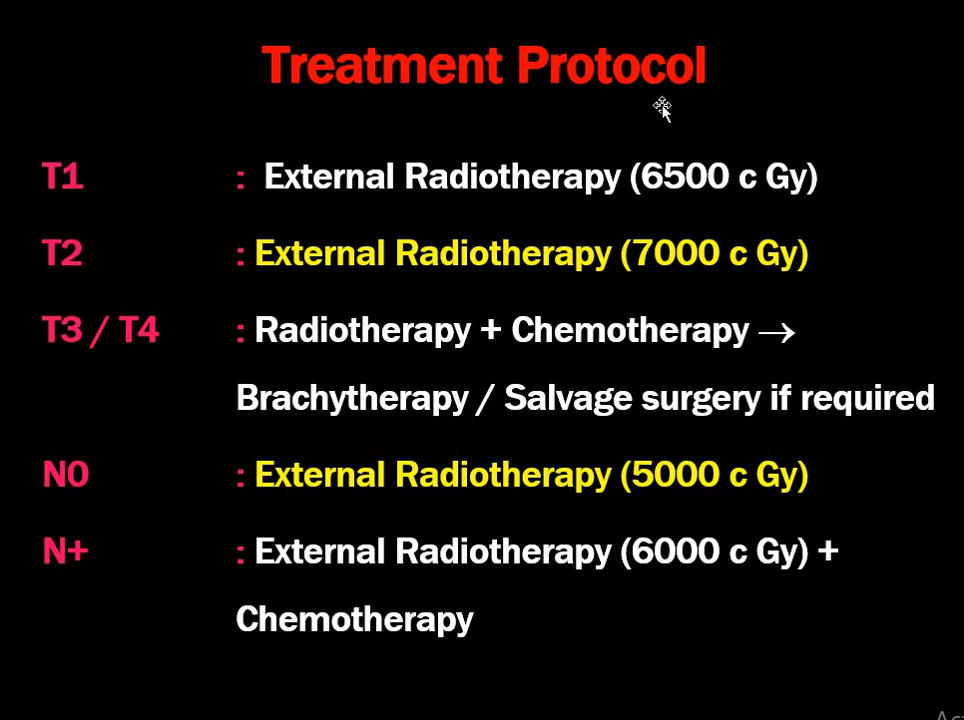 Treatment Protocol
T1 : External Radiotherapy (6500 c Gy)
T2 : External Radiotherapy (7000 c Gy)
T3 / T4 : Radiotherapy + Chemotherapy →
Brachytherapy / Salvage surgery if required
N0 : External Radiotherapy (5000 c Gy)
N+ : External Radiotherapy (6000 c Gy) +
Chemotherapy